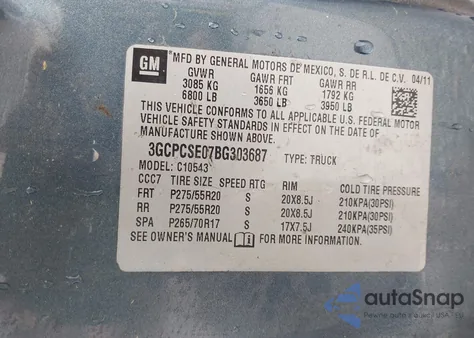 GM
MFD BY GENERAL MOTORS DE MEXICO, S. DE R.L. DE C.V. 04/11
GVWR GAWR FRT GAWR RR
3085 KG 1656 KG 1792 KG
6800 LB 3650 LB 3950 LB
THIS VEHICLE CONFORMS TO ALL APPLICABLE U.S. FEDERAL MOTOR
VEHICLE SAFETY STANDARDS IN EFFECT ON THE DATE OF
MANUFACTURE SHOWN ABOVE.
3GCPCSE07BG303687 TYPE: TRUCK
MODEL: C10543
CCC7 TIRE SIZE SPEED RTG RIM COLD TIRE PRESSURE
FRT P275/55R20 S 20X8.5J 210KPA(30PSI)
RR P275/55R20 S 20X8.5J 210KPA(30PSI)
SPA P265/70R17 S 17X7.5J 240KPA(35PSI)
SEE OWNER'S MANUAL FOR MORE INFORMATION.
autoSnap